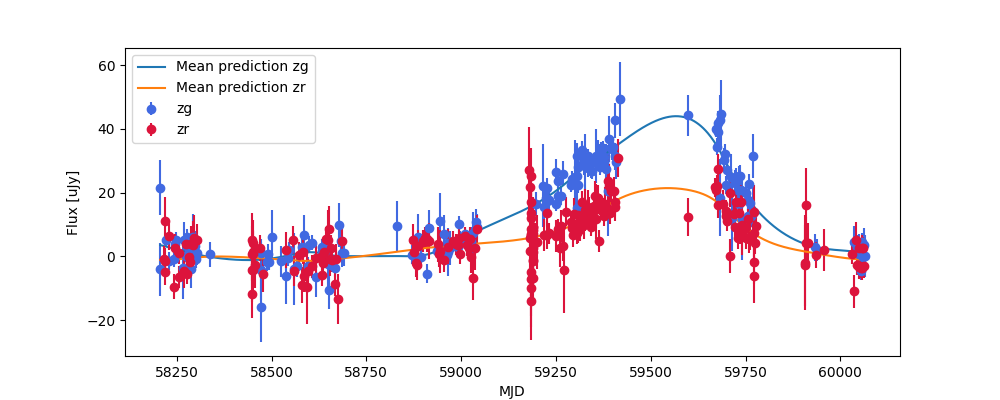 Mean prediction zg
Mean prediction zr
zg
zr
Flux [uJy]
60
40
20
0
−20
58250 58500 58750 59000 59250 59500 59750 60000
MJD